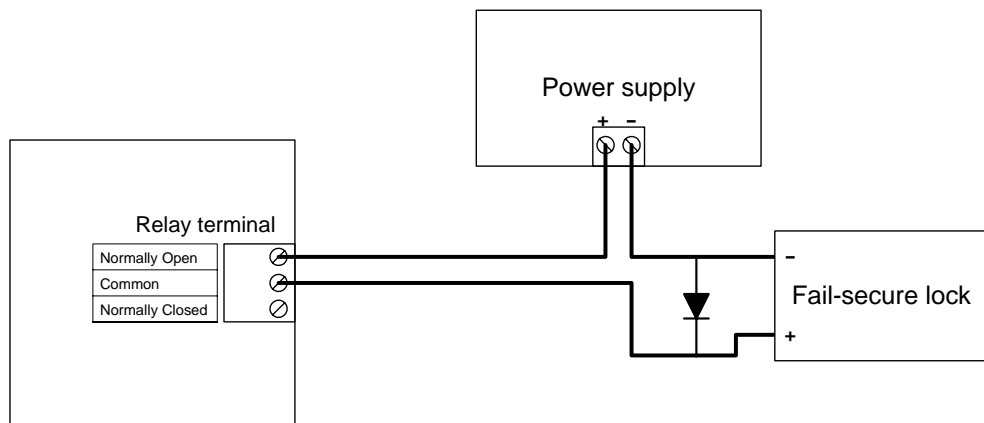 Power supply
+ −
Relay terminal
Normally Open
Common
Normally Closed
−
Fail-secure lock
+